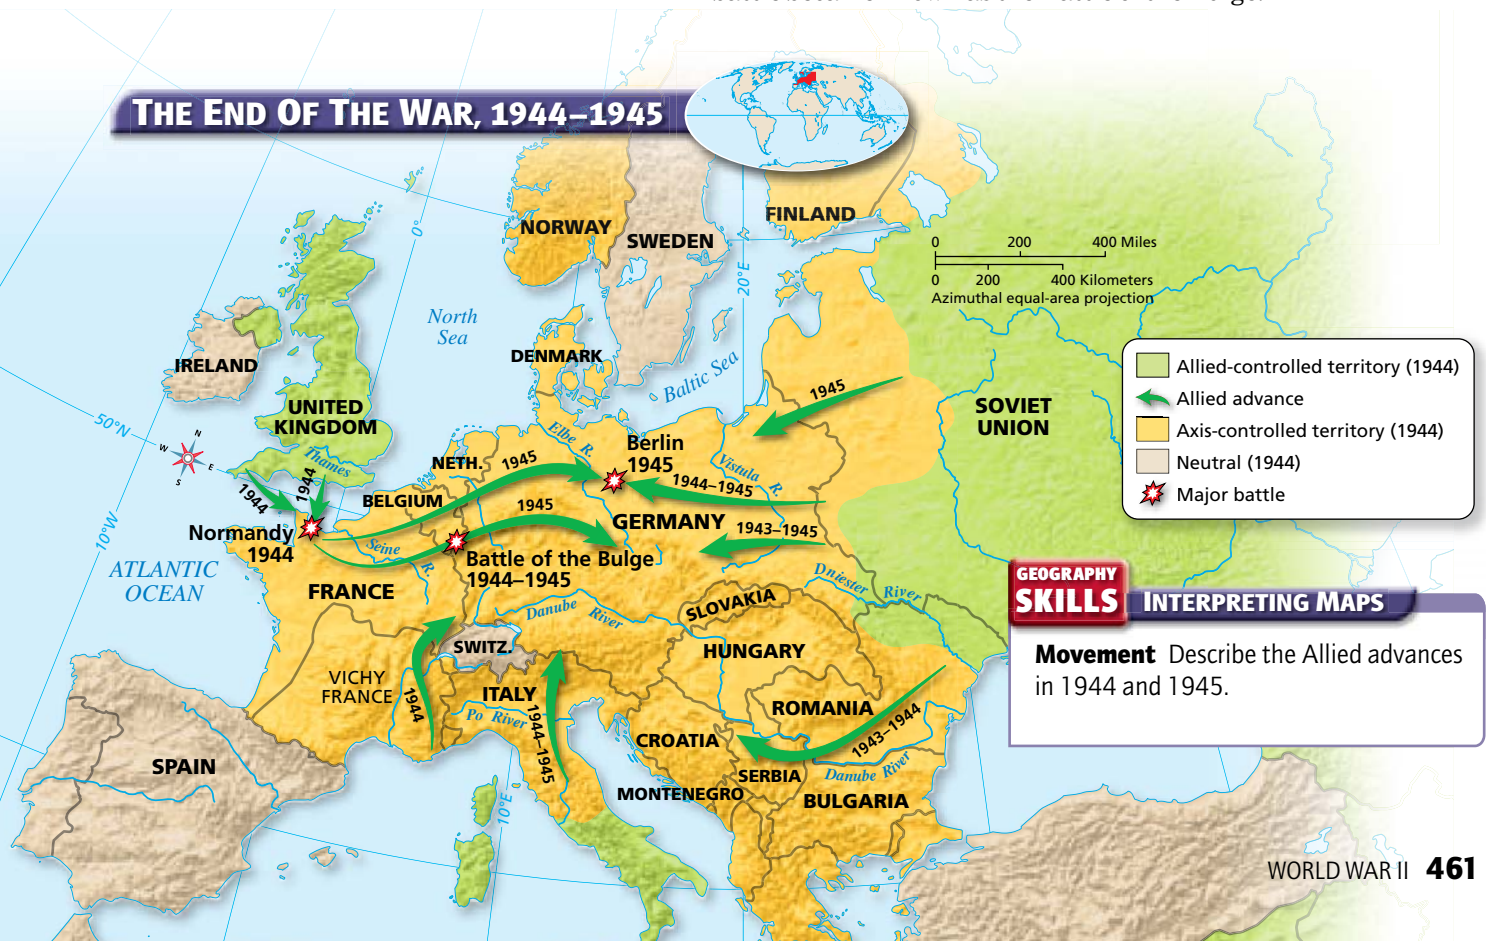 THE END OF THE WAR, 1944–1945
NORWAY
SWEDEN
FINLAND
0°
20°E
0 200 400 Miles
0 200 400 Kilometers
Azimuthal equal-area projection
North
Sea
IRELAND
DENMARK
Baltic Sea
1945
UNITED
KINGDOM
50°N
N
W
E
S
Thames
SOVIET
UNION
Allied-controlled territory (1944)
Allied advance
Axis-controlled territory (1944)
Neutral (1944)
Major battle
Elbe R.
Berlin
1945
NETH.
1945
Vistula R.
1944–1945
1944
1944
BELGIUM
10°W
Normandy
1944
Seine R.
1945
GERMANY
1943–1945
Battle of the Bulge
1944–1945
ATLANTIC
OCEAN
FRANCE
Dniester River
SLOVAKIA
Danube River
SWITZ.
HUNGARY
VICHY
FRANCE
1944
ITALY
Po River
1944–1945
ROMANIA
1943–1944
CROATIA
SERBIA
Danube River
SPAIN
MONTENEGRO
BULGARIA
10°E
GEOGRAPHY
SKILLS INTERPRETING MAPS
Movement Describe the Allied advances
in 1944 and 1945.
WORLD WAR II 461